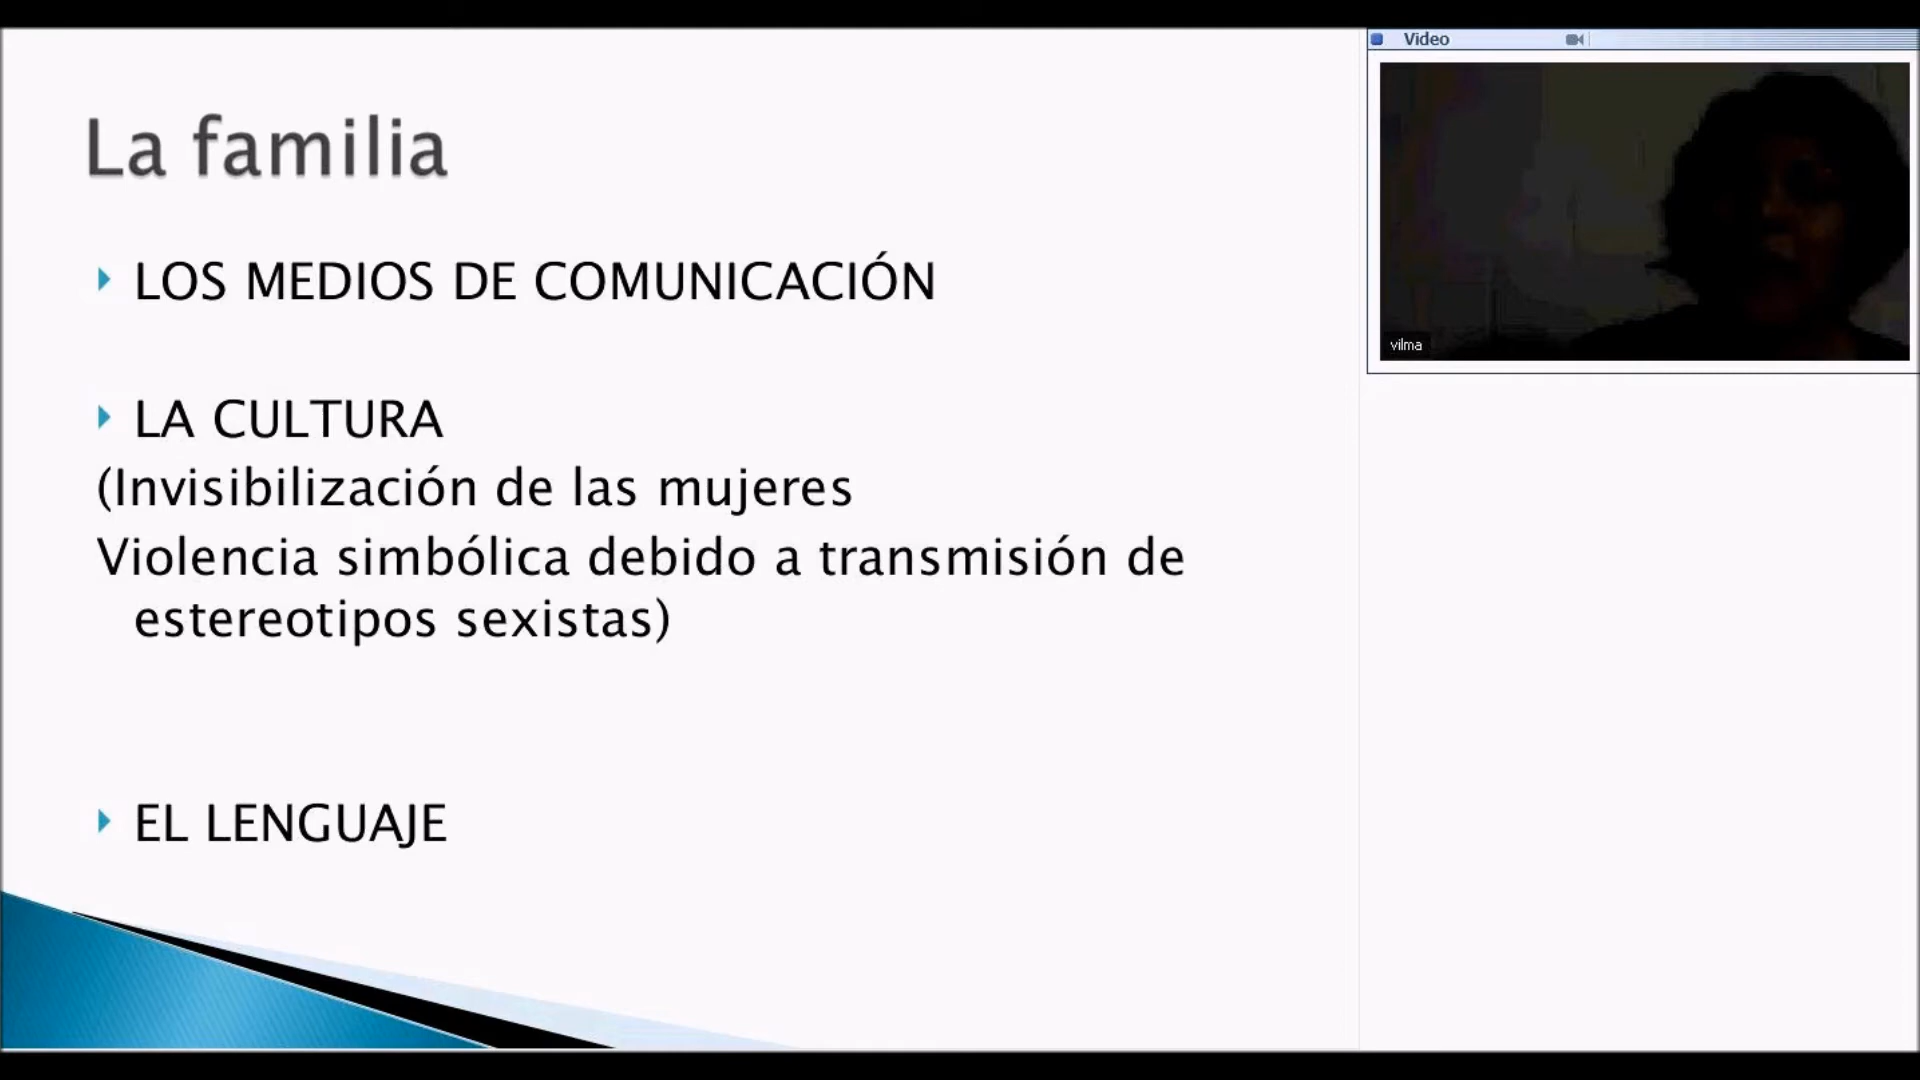 La familia
LOS MEDIOS DE COMUNICACIÓN
LA CULTURA
(Invisibilización de las mujeres
Violencia simbólica debido a transmisión de
estereotipos sexistas)
EL LENGUAJE
Video
vilma